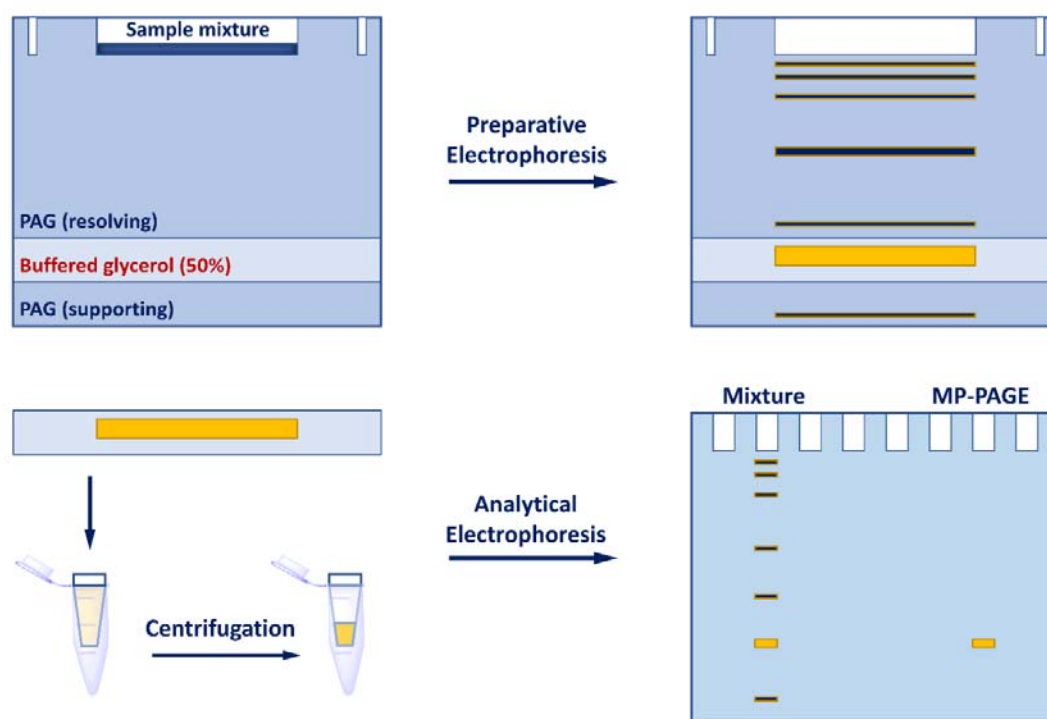 Sample mixture
Preparative
Electrophoresis
PAG (resolving)
Buffered glycerol (50%)
PAG (supporting)
Mixture
MP-PAGE
Analytical
Electrophoresis
Centrifugation